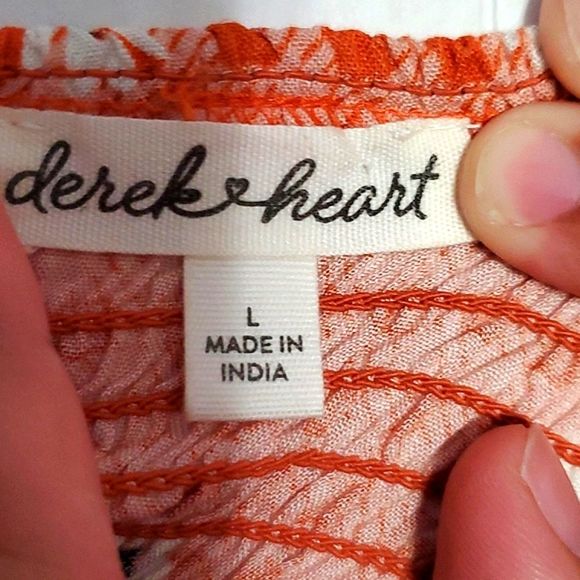 derek heart
L
MADE IN
INDIA